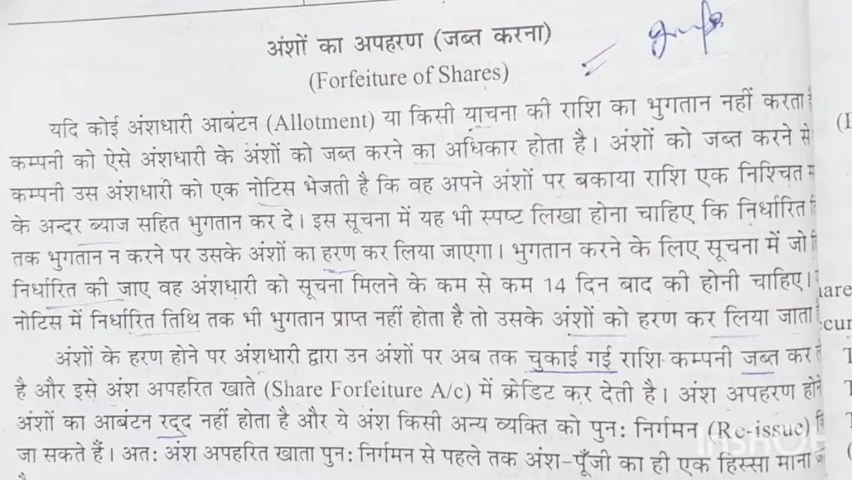 अंशों का अपहरण (जब्त करना)
(Forfeiture of Shares)
यदि कोई अंशधारी आबंटन (Allotment) या किसी याचना की राशि का भुगतान नहीं करता
कम्पनी को ऐसे अंशधारी के अंशों को जब्त करने का अधिकार होता है। अंशों को जब्त करने से
कम्पनी उस अंशधारी को एक नोटिस भेजती है कि वह अपने अंशों पर बकाया राशि एक निश्चित
के अन्दर ब्याज सहित भुगतान कर दे। इस सूचना में यह भी स्पष्ट लिखा होना चाहिए कि निर्धारित
तक भुगतान न करने पर उसके अंशों का हरण कर लिया जाएगा। भुगतान करने के लिए सूचना में जो
निर्धारित की जाए वह अंशधारी को सूचना मिलने के कम से कम 14 दिन बाद की होनी चाहिए।
नोटिस में निर्धारित तिथि तक भी भुगतान प्राप्त नहीं होता है तो उसके अंशों को हरण कर लिया जाता
अंशों के हरण होने पर अंशधारी द्वारा उन अंशों पर अब तक चुकाई गई राशि कम्पनी जब्त कर
है और इसे अंश अपहरित खाते (Share Forfeiture A/c) में क्रेडिट कर देती है। अंश अपहरण होने
अंशों का आबंटन रद्द नहीं होता है और ये अंश किसी अन्य व्यक्ति को पुन: निर्गमन (Re-issue)
जा सकते हैं। अत: अंश अपहरित खाता पुन: निर्गमन से पहले तक अंश-पूँजी का ही एक हिस्सा माना
INSHOT